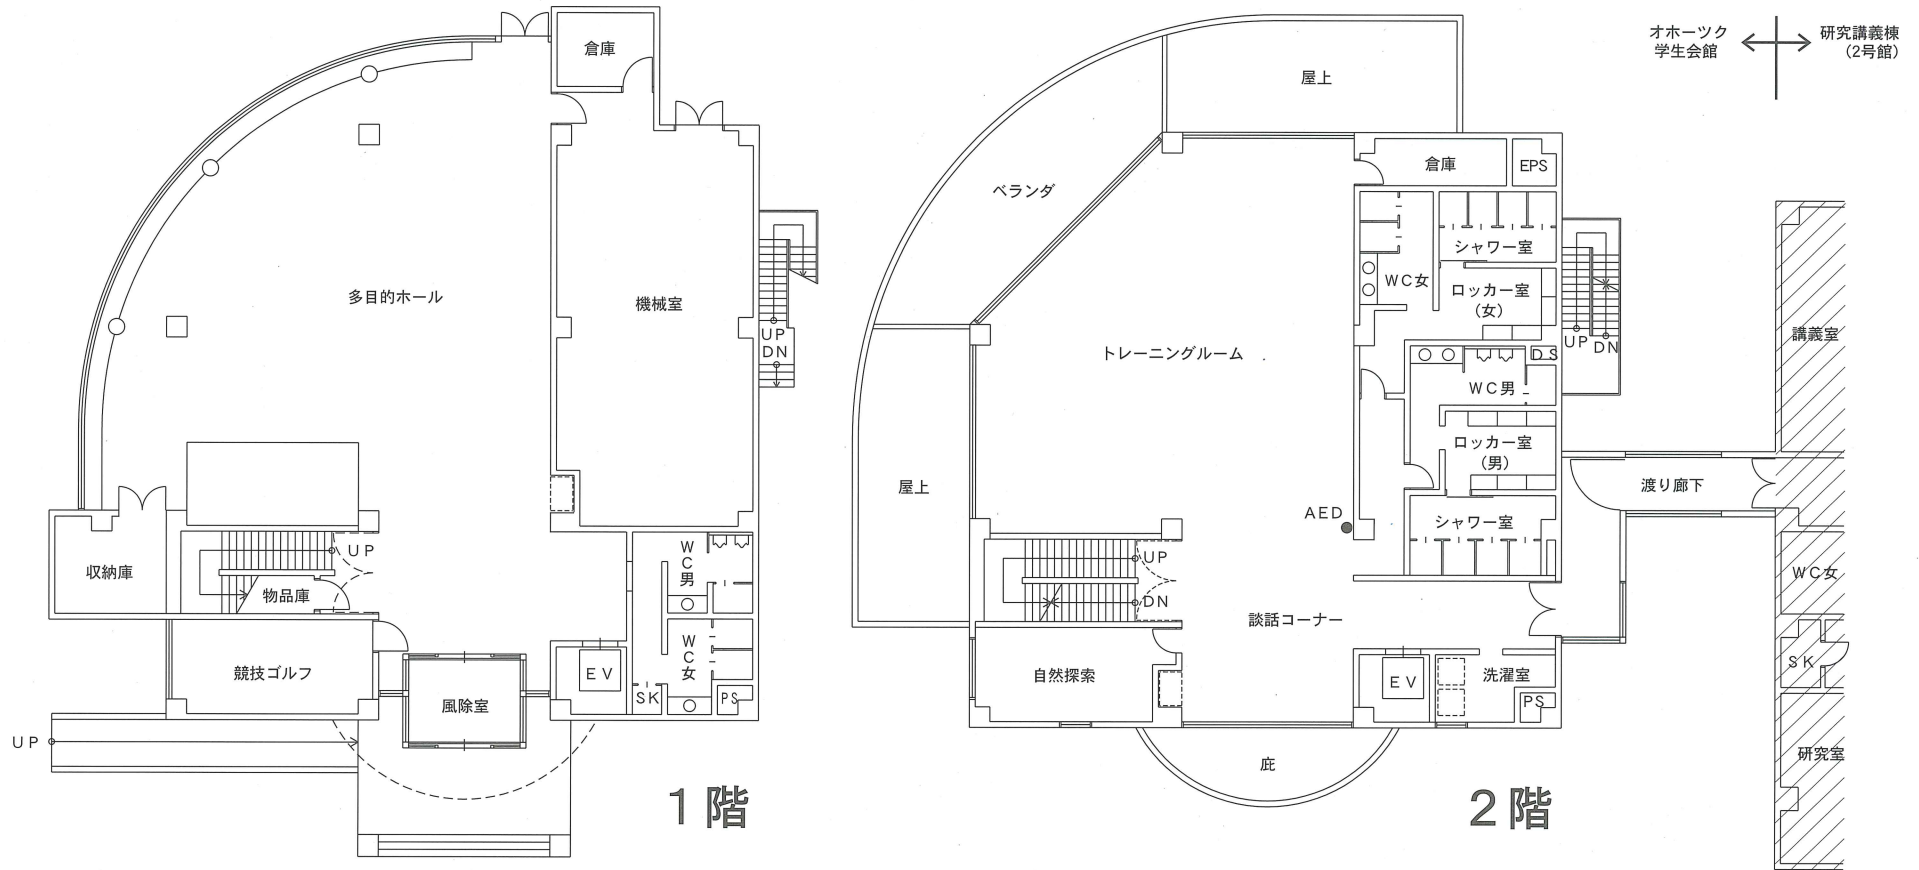 倉庫
多目的ホール
機械室
UP
DN
収納庫
UP
物品庫
WC男
WC女
競技ゴルフ
風除室
EV
SK
PS
UP
1階
オホーツク
学生会館
研究講義棟
(2号館)
屋上
ベランダ
倉庫
EPS
シャワー室
WC女
ロッカー室
(女)
トレーニングルーム
UP
DN
DS
講義室
WC男
ロッカー室
(男)
屋上
渡り廊下
AED
シャワー室
UP
DN
WC女
談話コーナー
自然探索
EV
洗濯室
PS
SK
研究室
庇
2階